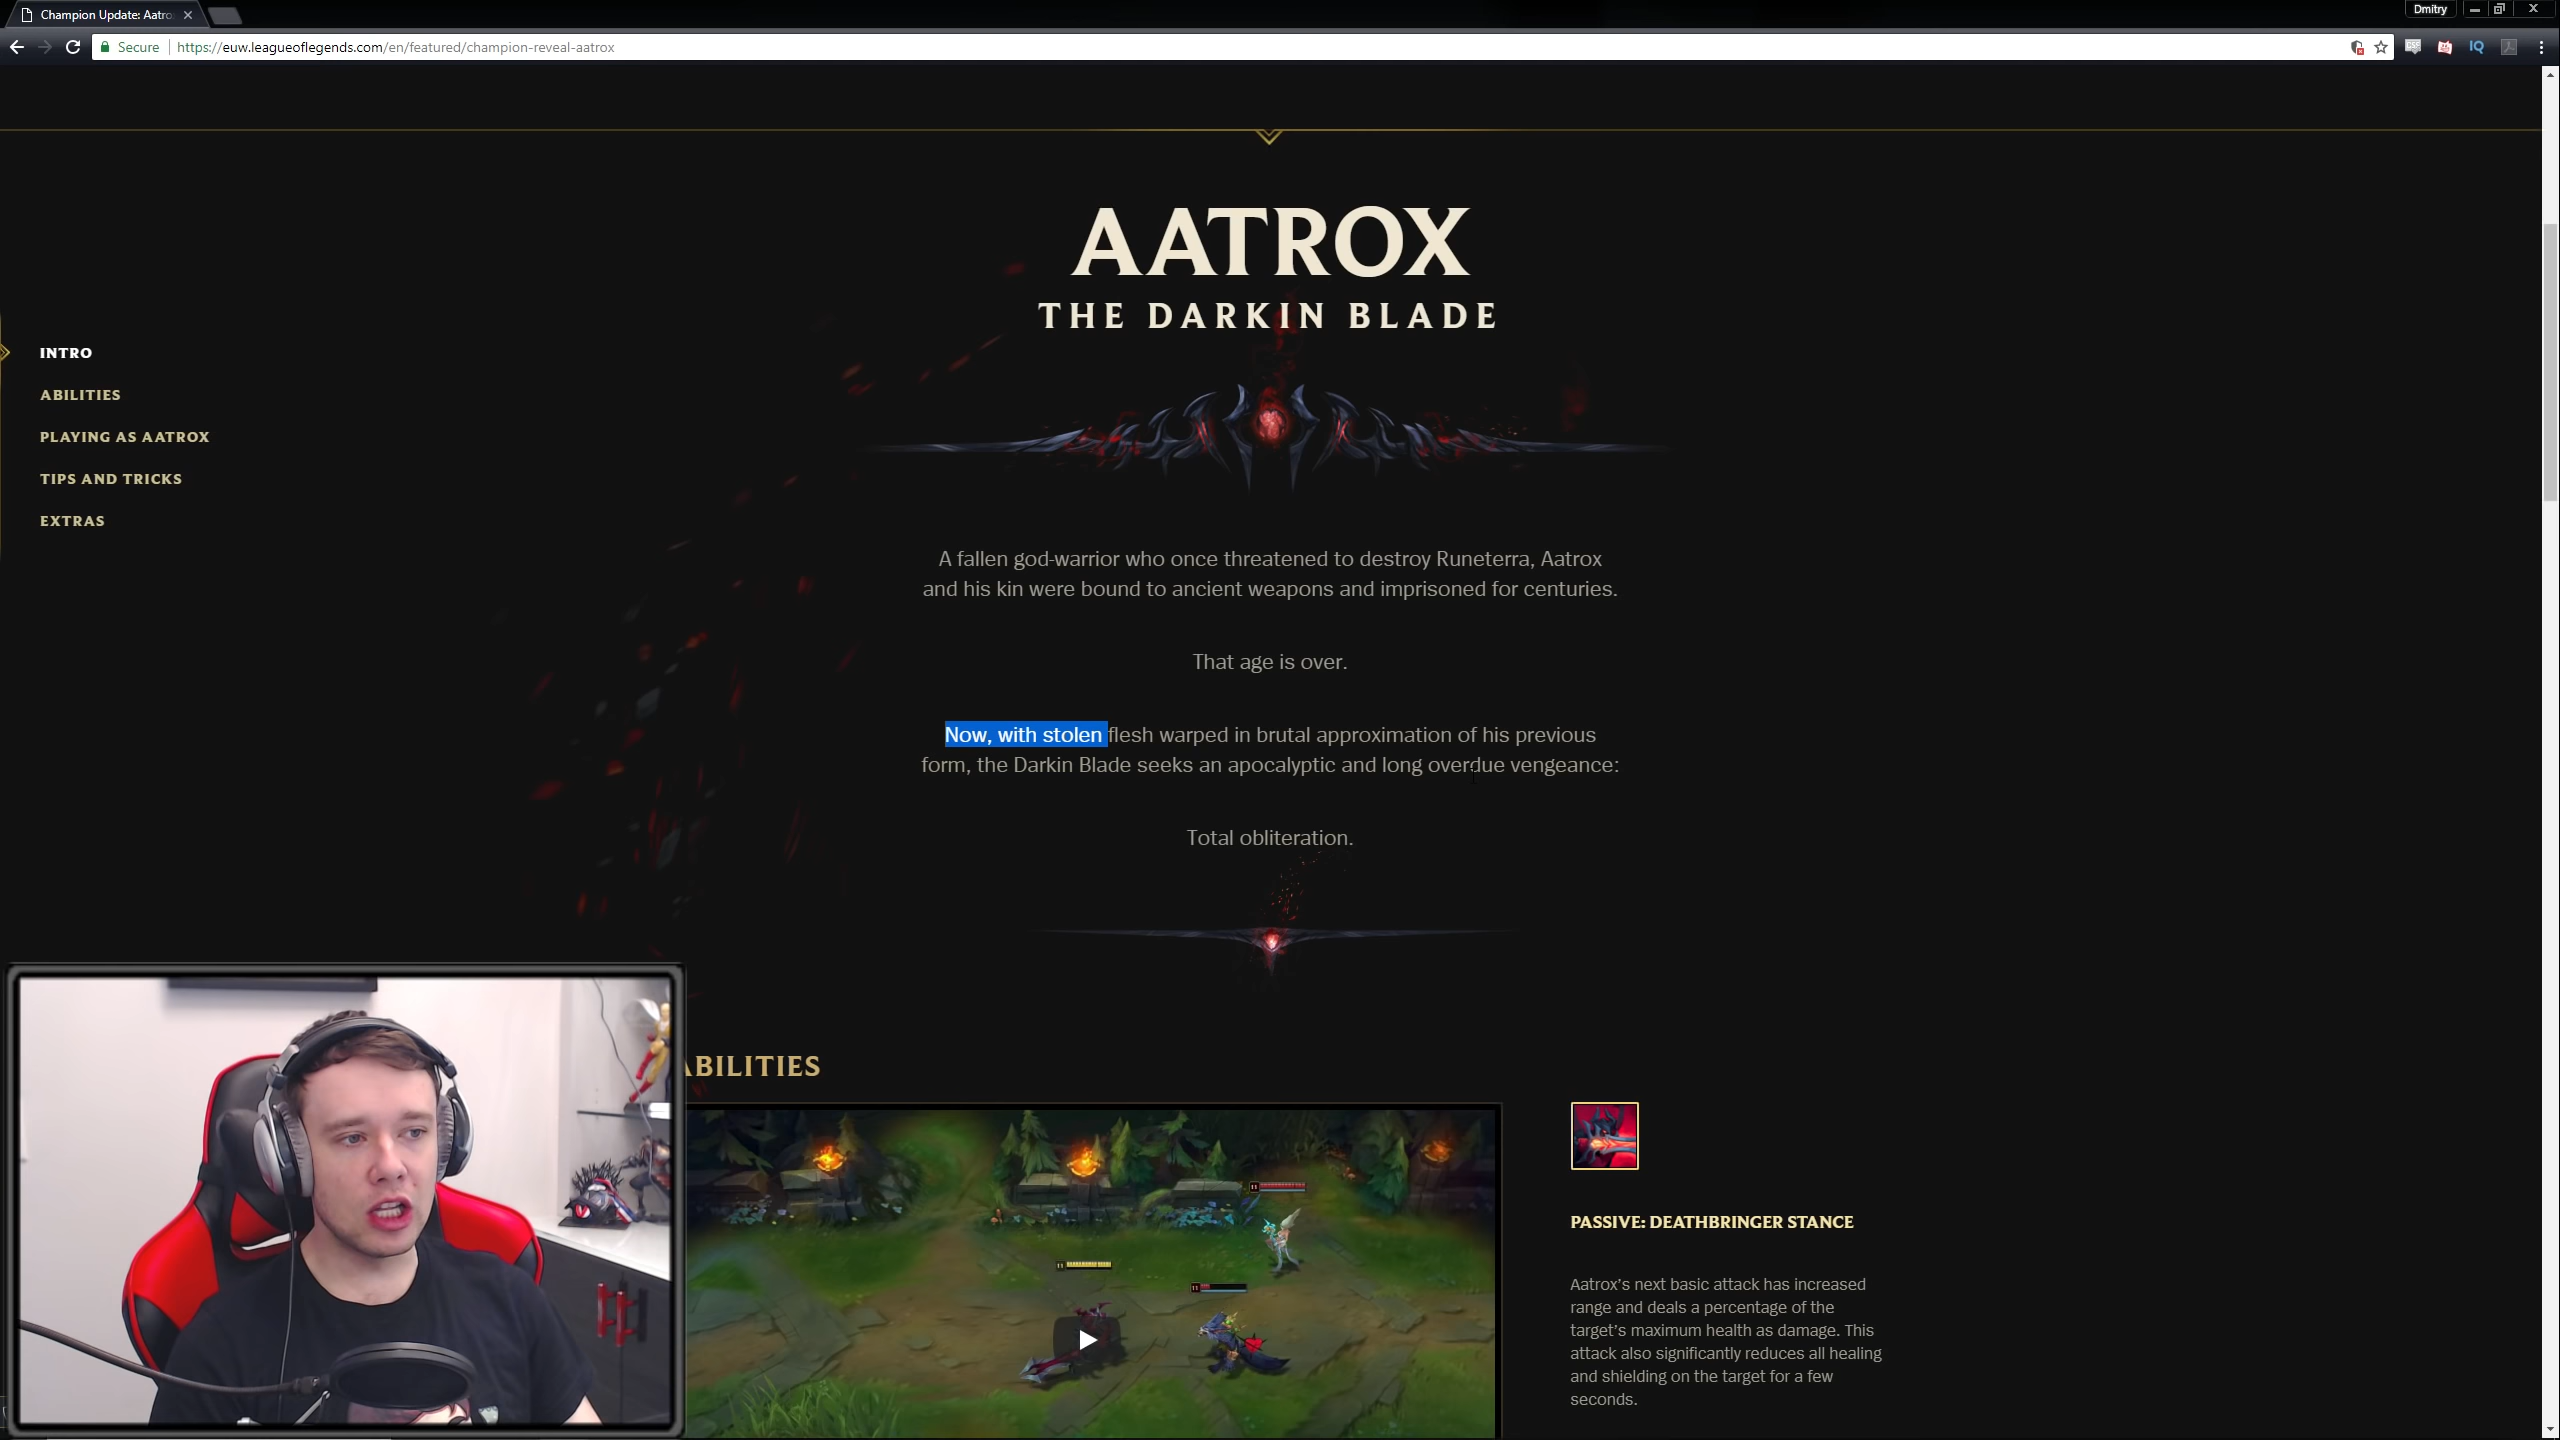 Champion Update: Aatro
Dmitry
Secure
https://euw.leagueoflegends.com/en/featured/champion-reveal-aatrox
IQ
AATROX
THE DARKIN BLADE
INTRO
ABILITIES
PLAYING AS AATROX
TIPS AND TRICKS
EXTRAS
A fallen god-warrior who once threatened to destroy Runeterra, Aatrox
and his kin were bound to ancient weapons and imprisoned for centuries.
That age is over.
Now, with stolen flesh warped in brutal approximation of his previous
form, the Darkin Blade seeks an apocalyptic and long overdue vengeance:
Total obliteration.
ABILITIES
11
11
11
PASSIVE: DEATHBRINGER STANCE
Aatrox's next basic attack has increased
range and deals a percentage of the
target's maximum health as damage. This
attack also significantly reduces all healing
and shielding on the target for a few
seconds.